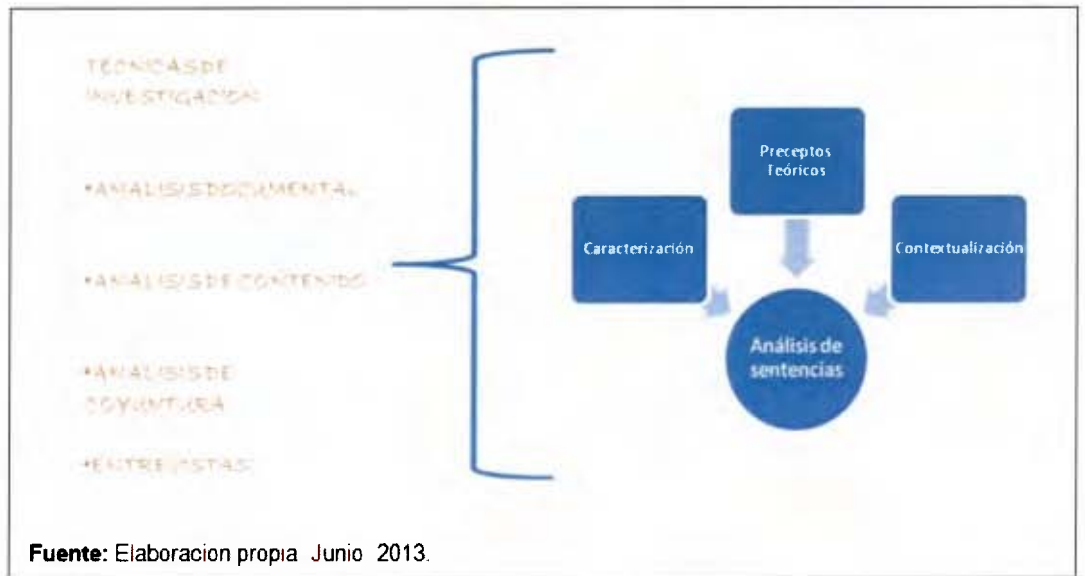 TECNICAS DE
INVESTIGACION
•ANALISIS DOCUMENTAL
•ANALISIS DE CONTENIDO
•ANALISIS DE
COYUNTURA
•ENTREVISTAS
Preceptos
Teóricos
Caracterización
Contextualización
Análisis de
sentencias
Fuente: Elaboracion propia Junio 2013.